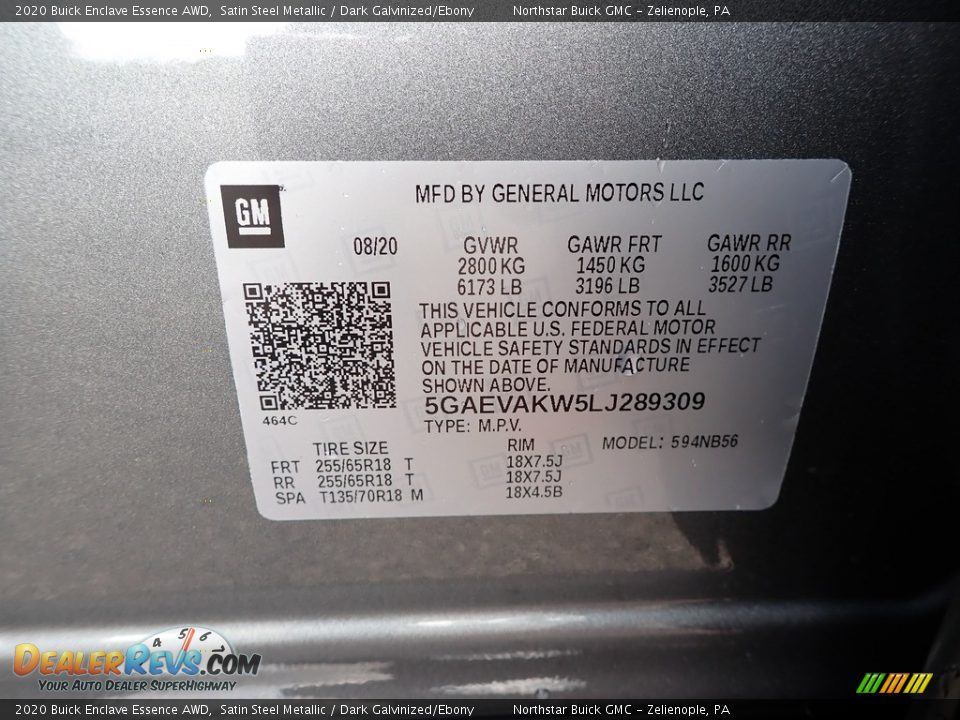 2020 Buick Enclave Essence AWD, Satin Steel Metallic / Dark Galvinized/Ebony Northstar Buick GMC - Zelienople, PA
GM
MFD BY GENERAL MOTORS LLC
08/20 GVWR GAWR FRT GAWR RR
2800 KG 1450 KG 1600 KG
6173 LB 3196 LB 3527 LB
THIS VEHICLE CONFORMS TO ALL
APPLICABLE U.S. FEDERAL MOTOR
VEHICLE SAFETY STANDARDS IN EFFECT
ON THE DATE OF MANUFACTURE
SHOWN ABOVE.
464C
5GAEVAKW5LJ289309
TYPE: M.P.V.
TIRE SIZE RIM MODEL: 594NB56
FRT 255/65R18 T 18X7.5J
RR 255/65R18 T 18X7.5J
SPA T135/70R18 M 18X4.5B
4 5 6
DEALERREVS.COM
YOUR AUTO DEALER SUPERHIGHWAY
2020 Buick Enclave Essence AWD, Satin Steel Metallic / Dark Galvinized/Ebony Northstar Buick GMC - Zelienople, PA